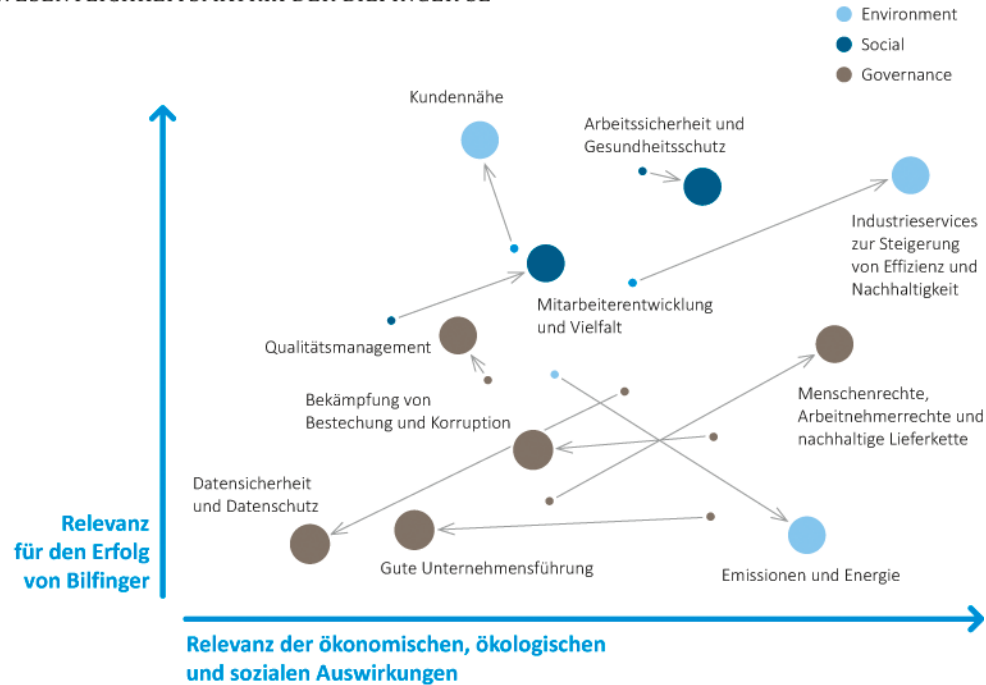 Environment
Social
Governance
Kundennähe
Arbeitssicherheit und
Gesundheitsschutz
Industrieservices
zur Steigerung
von Effizienz und
Nachhaltigkeit
Mitarbeiterentwicklung
und Vielfalt
Qualitätsmanagement
Bekämpfung von
Bestechung und Korruption
Menschenrechte,
Arbeitnehmerrechte und
nachhaltige Lieferkette
Datensicherheit
und Datenschutz
Gute Unternehmensführung
Emissionen und Energie
Relevanz
für den Erfolg
von Bilfinger
Relevanz der ökonomischen, ökologischen
und sozialen Auswirkungen